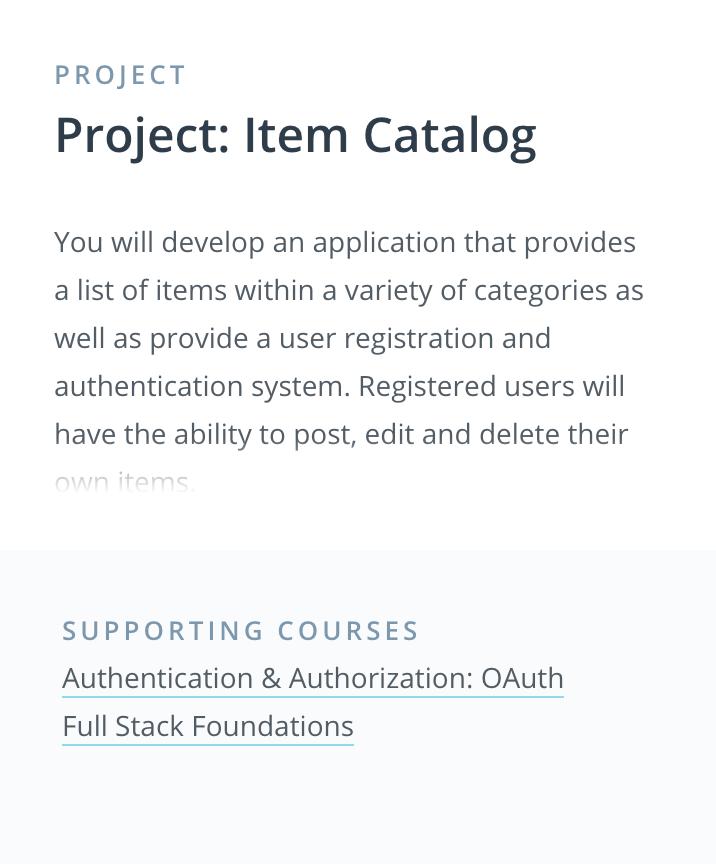 PROJECT
Project: Item Catalog
You will develop an application that provides
a list of items within a variety of categories as
well as provide a user registration and
authentication system. Registered users will
have the ability to post, edit and delete their
own items.
SUPPORTING COURSES
Authentication & Authorization: OAuth
Full Stack Foundations